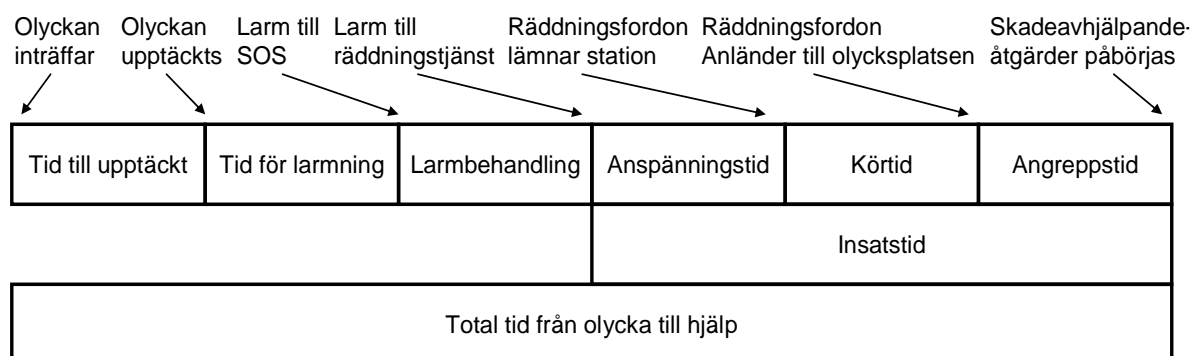 Olyckan
inträffar
Olyckan
upptäckts
Larm till
SOS
Larm till
räddningstjänst
Räddningsfordon
lämnar station
Räddningsfordon
Anländer till olycksplatsen
Skadeavhjälpande-
åtgärder påbörjas
Tid till upptäckt
Tid för larmning
Larmbehandling
Anspänningstid
Körtid
Angreppstid
Insatstid
Total tid från olycka till hjälp